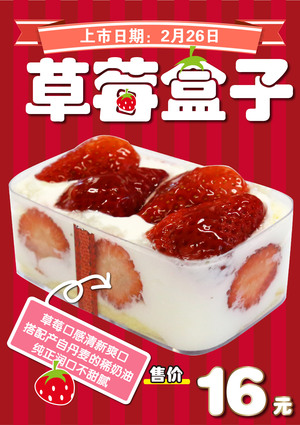 上市日期：2月26日
草莓盒子
草莓口感清新爽口
搭配产自丹麦的稀奶油
纯正润口不甜腻
售价
16元